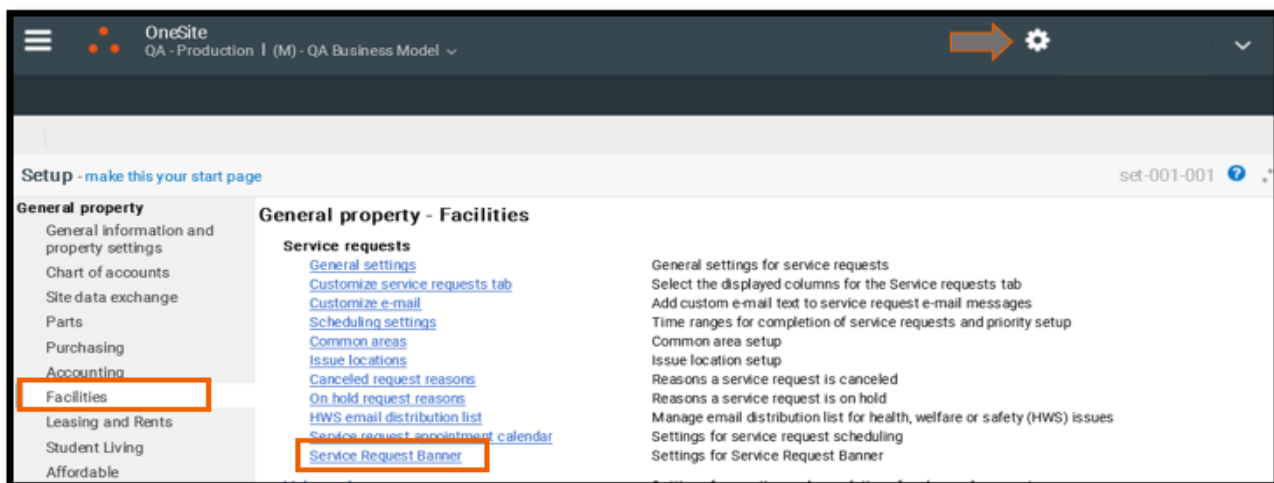 OneSite
QA - Production | (M) - QA Business Model
Setup - make this your start page
set-001-001 ?
General property
General information and
property settings
Chart of accounts
Site data exchange
Parts
Purchasing
Accounting
Facilities
Leasing and Rents
Student Living
Affordable
General property - Facilities
Service requests
General settings General settings for service requests
Customize service requests tab Select the displayed columns for the Service requests tab
Customize e-mail Add custom e-mail text to service request e-mail messages
Scheduling settings Time ranges for completion of service requests and priority setup
Common areas Common area setup
Issue locations Issue location setup
Canceled request reasons Reasons a service request is canceled
On hold request reasons Reasons a service request is on hold
HWS email distribution list Manage email distribution list for health, welfare or safety (HWS) issues
Service request appointment calendar Settings for service request scheduling
Service Request Banner Settings for Service Request Banner